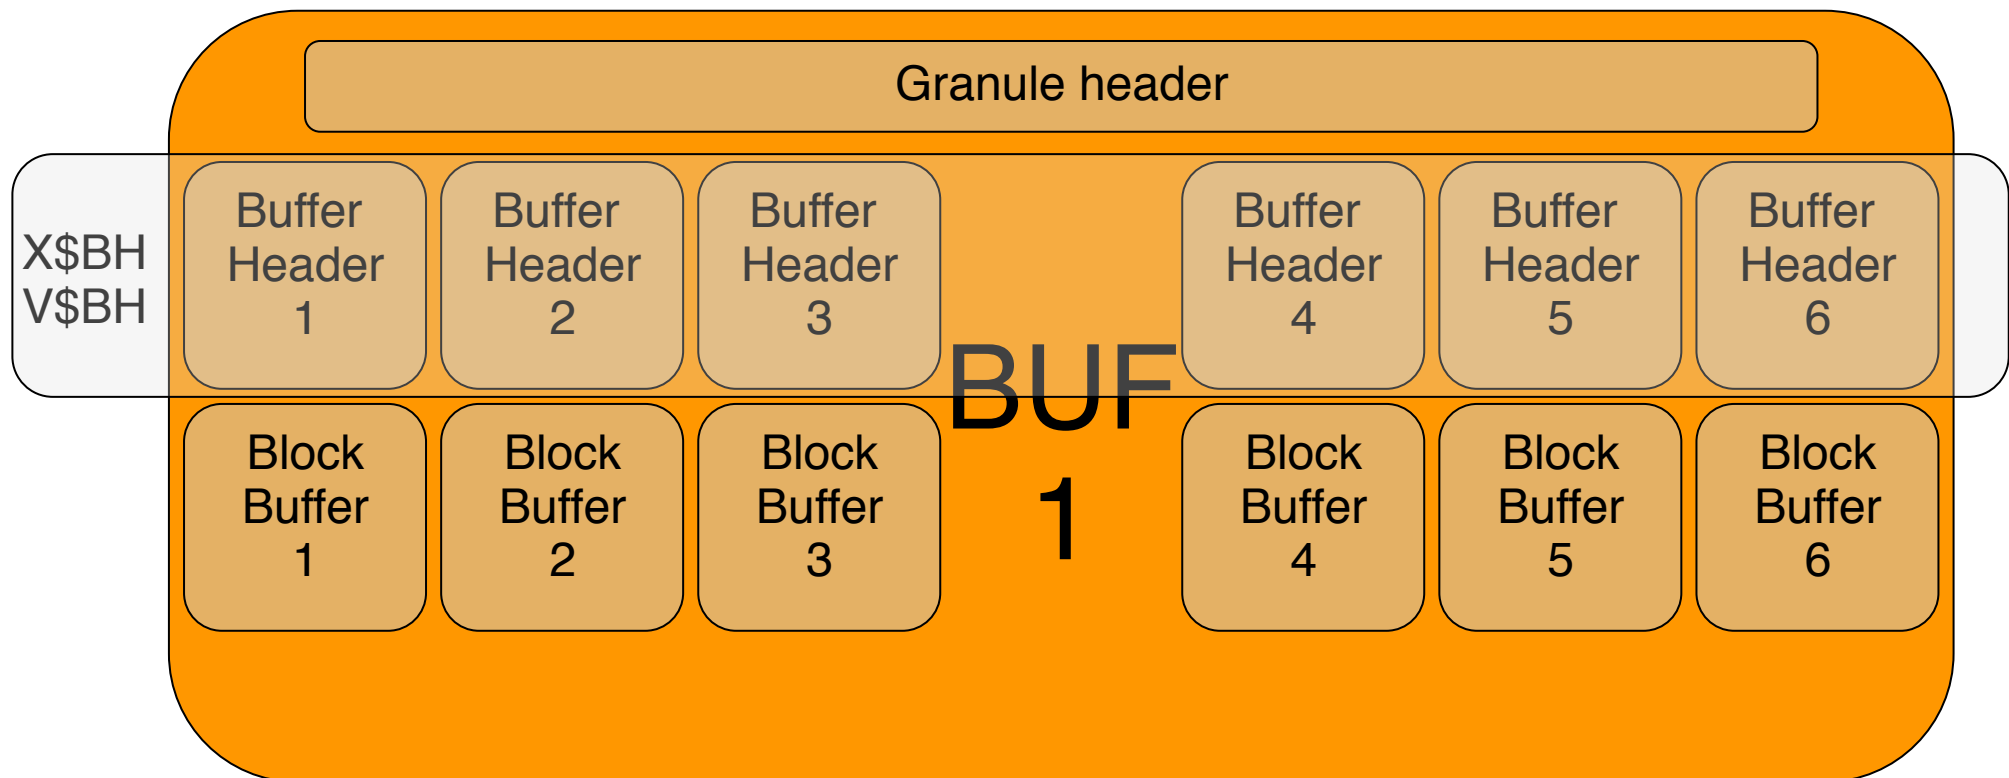 Granule header
X$BH
V$BH
Buffer
Header
1
Buffer
Header
2
Buffer
Header
3
Buffer
Header
4
Buffer
Header
5
Buffer
Header
6
BUF
1
Block
Buffer
1
Block
Buffer
2
Block
Buffer
3
Block
Buffer
4
Block
Buffer
5
Block
Buffer
6